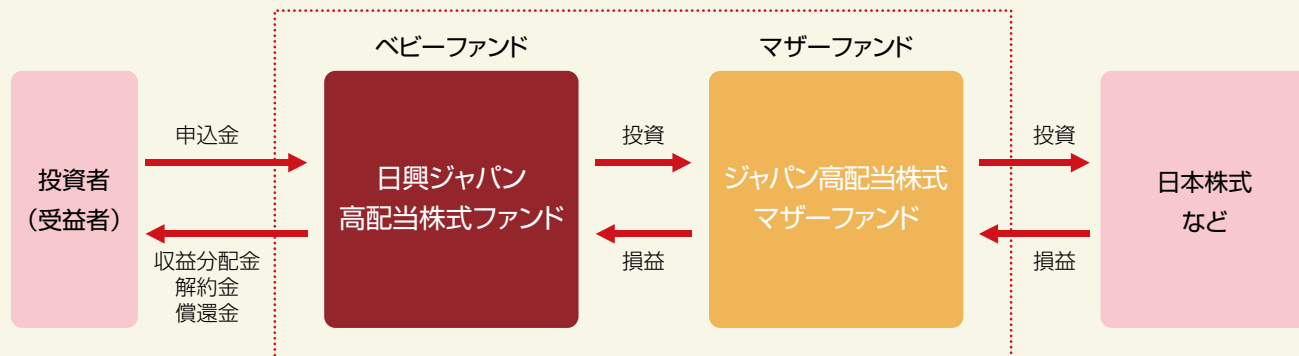 ベビーファンド
マザーファンド
投資者
（受益者）
申込金
収益分配金
解約金
償還金
日興ジャパン
高配当株式ファンド
投資
損益
ジャパン高配当株式
マザーファンド
投資
損益
日本株式
など